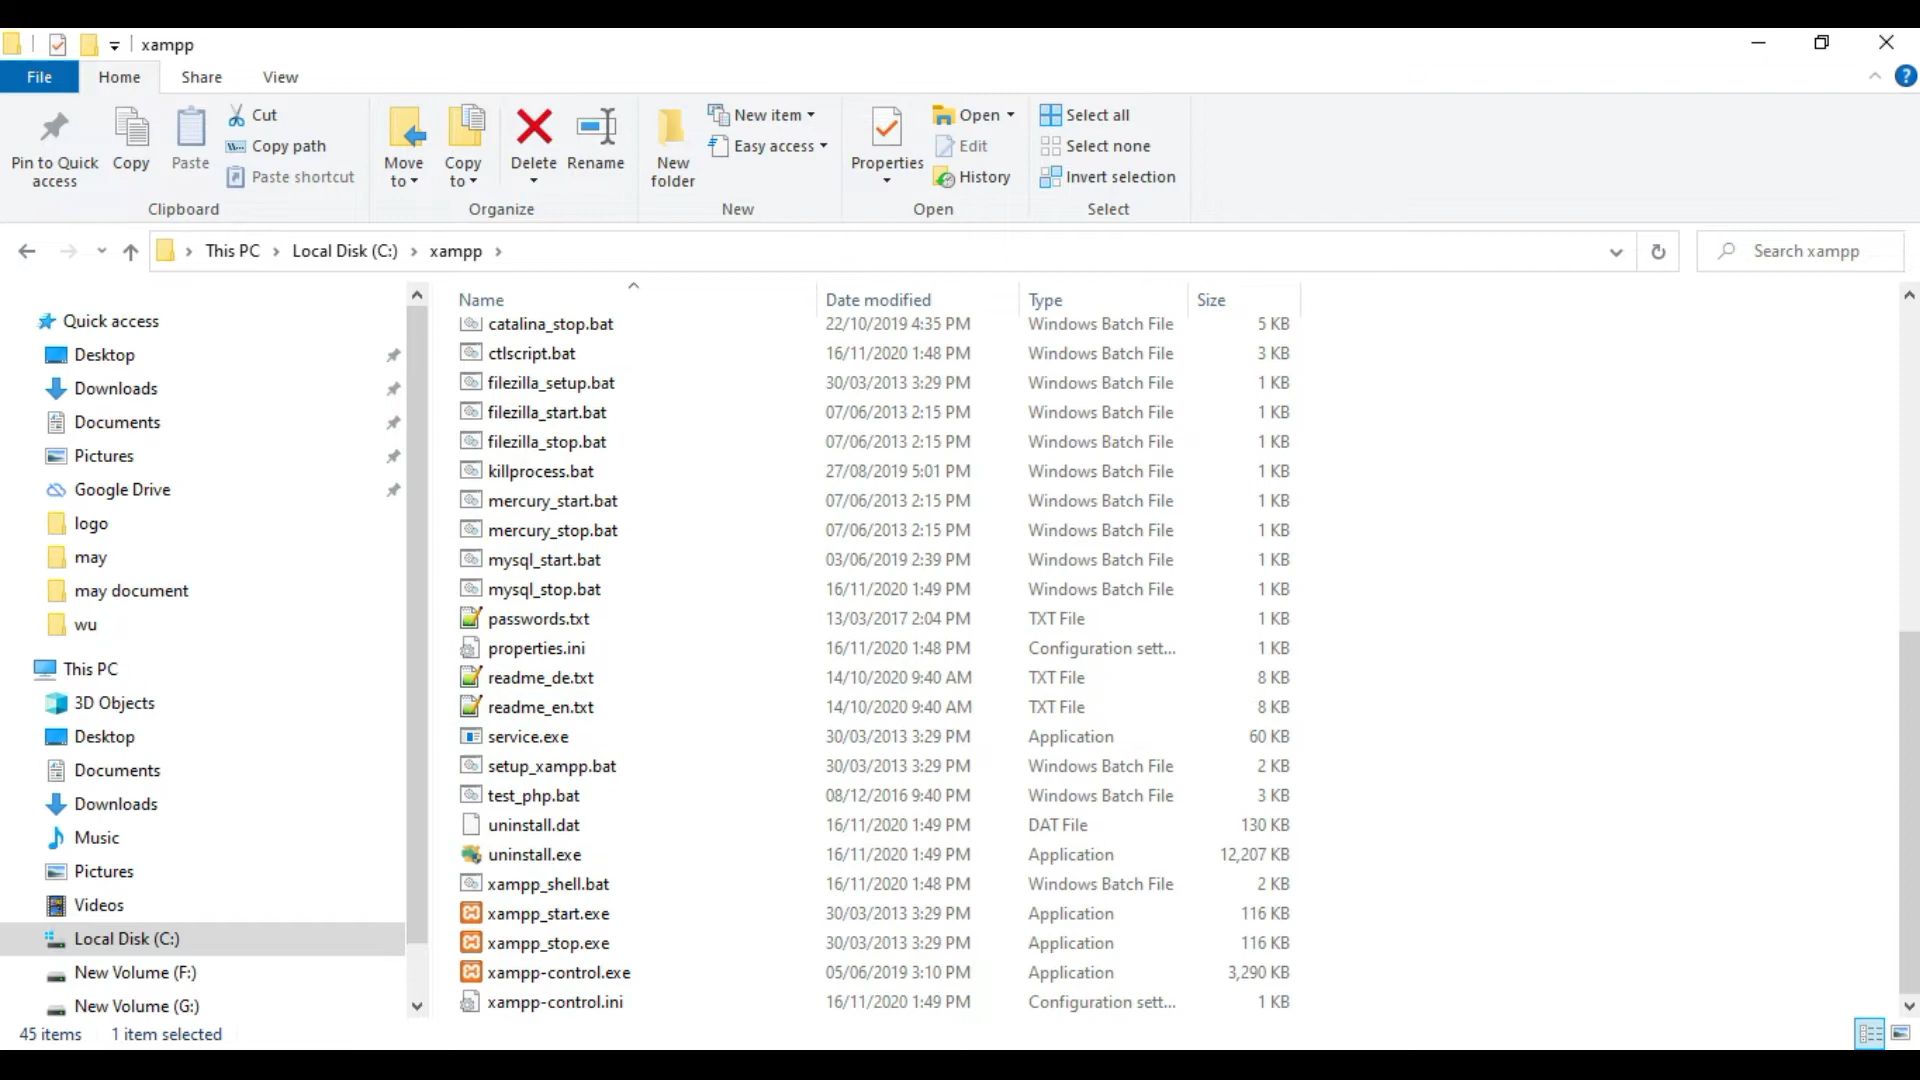 xampp
File Home Share View
Pin to Quick access
Copy
Paste
Cut
Copy path
Paste shortcut
Clipboard
Move to
Copy to
Delete
Rename
Organize
New folder
New item
Easy access
New
Properties
Open
Edit
History
Open
Select all
Select none
Invert selection
Select
This PC Local Disk (C:) xampp
Search xampp
Quick access
Desktop
Downloads
Documents
Pictures
Google Drive
logo
may
may document
wu
This PC
3D Objects
Desktop
Documents
Downloads
Music
Pictures
Videos
Local Disk (C:)
New Volume (F:)
New Volume (G:)
Name Date modified Type Size
catalina_stop.bat 22/10/2019 4:35 PM Windows Batch File 5 KB
ctlscript.bat 16/11/2020 1:48 PM Windows Batch File 3 KB
filezilla_setup.bat 30/03/2013 3:29 PM Windows Batch File 1 KB
filezilla_start.bat 07/06/2013 2:15 PM Windows Batch File 1 KB
filezilla_stop.bat 07/06/2013 2:15 PM Windows Batch File 1 KB
killprocess.bat 27/08/2019 5:01 PM Windows Batch File 1 KB
mercury_start.bat 07/06/2013 2:15 PM Windows Batch File 1 KB
mercury_stop.bat 07/06/2013 2:15 PM Windows Batch File 1 KB
mysql_start.bat 03/06/2019 2:39 PM Windows Batch File 1 KB
mysql_stop.bat 16/11/2020 1:49 PM Windows Batch File 1 KB
passwords.txt 13/03/2017 2:04 PM TXT File 1 KB
properties.ini 16/11/2020 1:48 PM Configuration sett... 1 KB
readme_de.txt 14/10/2020 9:40 AM TXT File 8 KB
readme_en.txt 14/10/2020 9:40 AM TXT File 8 KB
service.exe 30/03/2013 3:29 PM Application 60 KB
setup_xampp.bat 30/03/2013 3:29 PM Windows Batch File 2 KB
test_php.bat 08/12/2016 9:40 PM Windows Batch File 3 KB
uninstall.dat 16/11/2020 1:49 PM DAT File 130 KB
uninstall.exe 16/11/2020 1:49 PM Application 12,207 KB
xampp_shell.bat 16/11/2020 1:48 PM Windows Batch File 2 KB
xampp_start.exe 30/03/2013 3:29 PM Application 116 KB
xampp_stop.exe 30/03/2013 3:29 PM Application 116 KB
xampp-control.exe 05/06/2019 3:10 PM Application 3,290 KB
xampp-control.ini 16/11/2020 1:49 PM Configuration sett... 1 KB
45 items 1 item selected